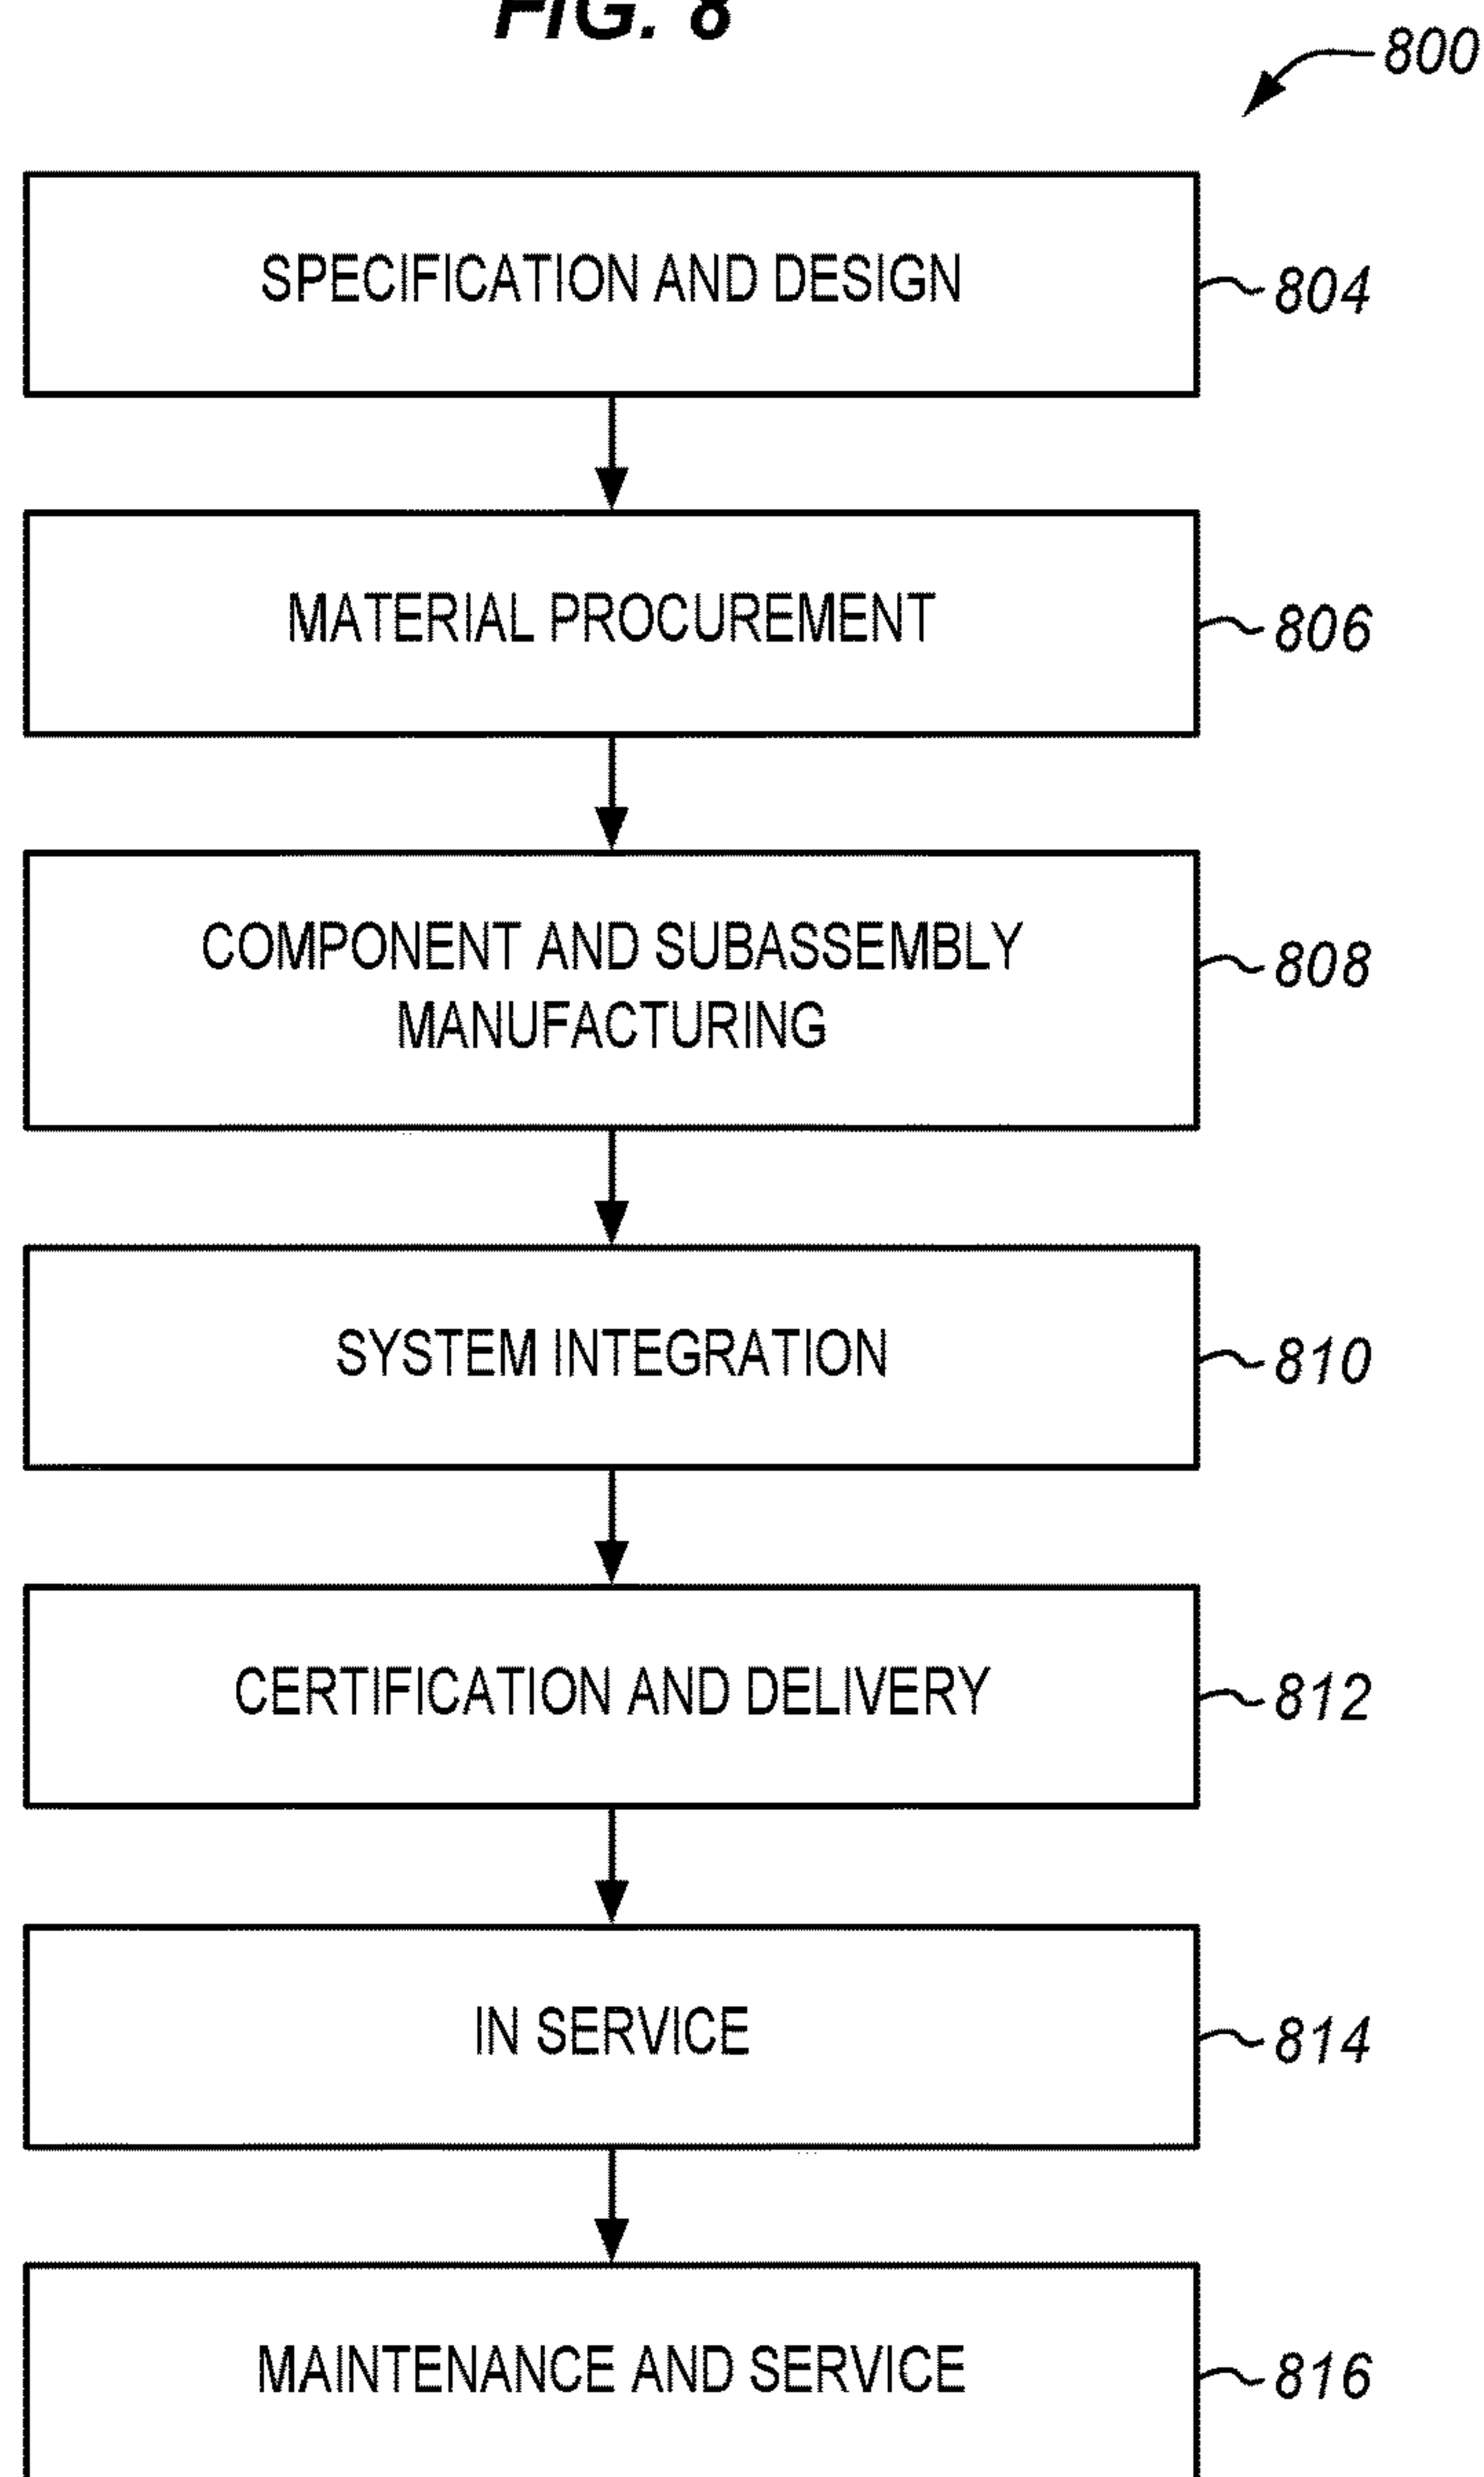 FIG. 8
800
SPECIFICATION AND DESIGN
804
MATERIAL PROCUREMENT
806
COMPONENT AND SUBASSEMBLY
MANUFACTURING
808
SYSTEM INTEGRATION
810
CERTIFICATION AND DELIVERY
812
IN SERVICE
814
MAINTENANCE AND SERVICE
816